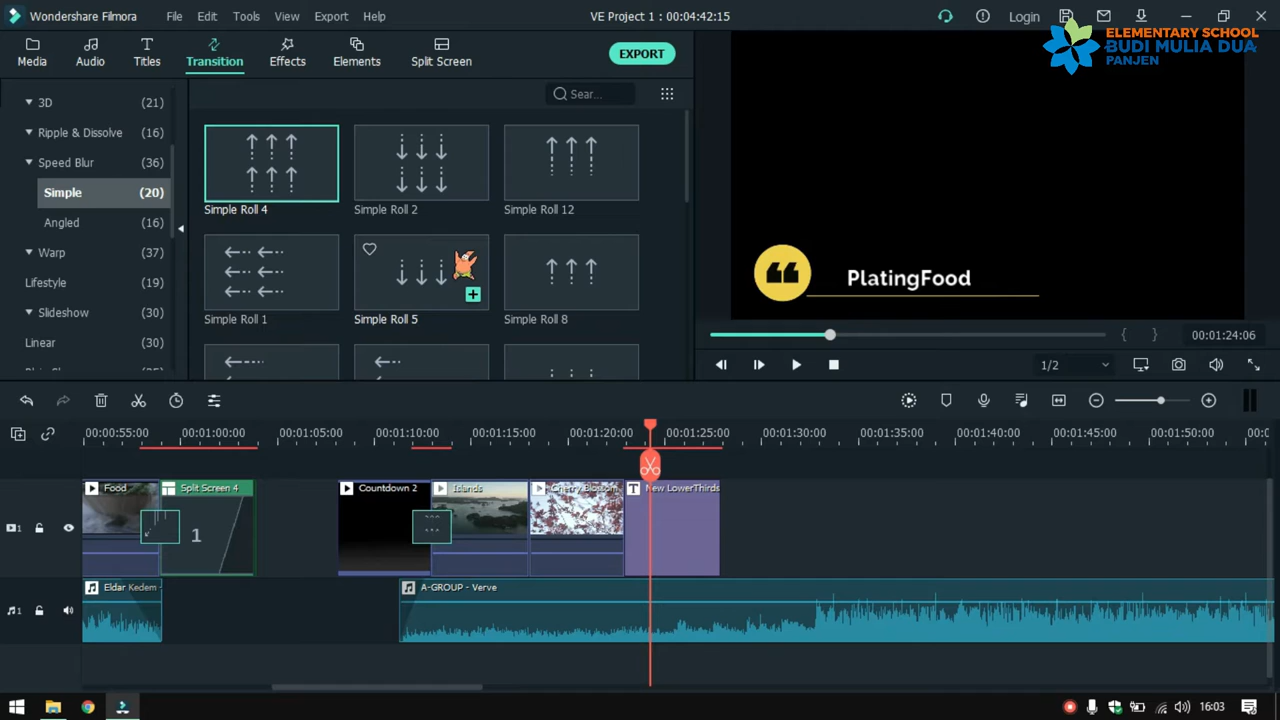 Wondershare Filmora
File
Edit
Tools
View
Export
Help
VE Project 1 : 00:04:42:15
Login
ELEMENTARY SCHOOL
BUDI MULIA DUA
PANJEN
Media
Audio
Titles
Transition
Effects
Elements
Split Screen
EXPORT
3D (21)
Ripple & Dissolve (16)
Speed Blur (36)
Simple (20)
Angled (16)
Warp (37)
Lifestyle (19)
Slideshow (30)
Linear (30)
Sear...
Simple Roll 4
Simple Roll 2
Simple Roll 12
Simple Roll 1
Simple Roll 5
Simple Roll 8
PlatingFood
{ }
00:01:24:06
1/2
00:00:55:00
00:01:00:00
00:01:05:00
00:01:10:00
00:01:15:00
00:01:20:00
00:01:25:00
00:01:30:00
00:01:35:00
00:01:40:00
00:01:45:00
00:01:50:00
1
Food
Split Screen 4
1
Countdown 2
Islands
Cherry Blossom
New LowerThirds
1
Eldar Kedem -
A-GROUP - Verve
16:03